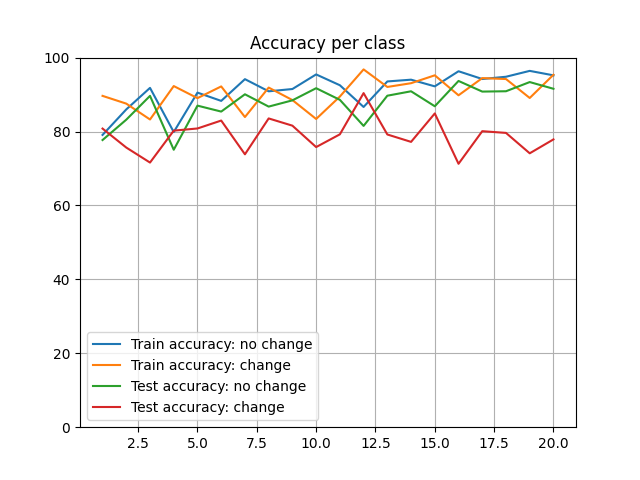 Accuracy per class
100
80
60
40
20
0
Train accuracy: no change
Train accuracy: change
Test accuracy: no change
Test accuracy: change
2.5 5.0 7.5 10.0 12.5 15.0 17.5 20.0